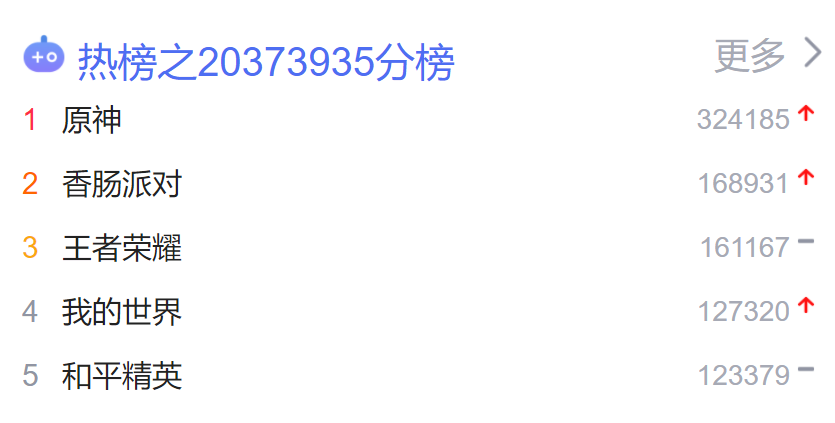 热榜之20373935分榜 更多
1 原神 324185
2 香肠派对 168931
3 王者荣耀 161167
4 我的世界 127320
5 和平精英 123379